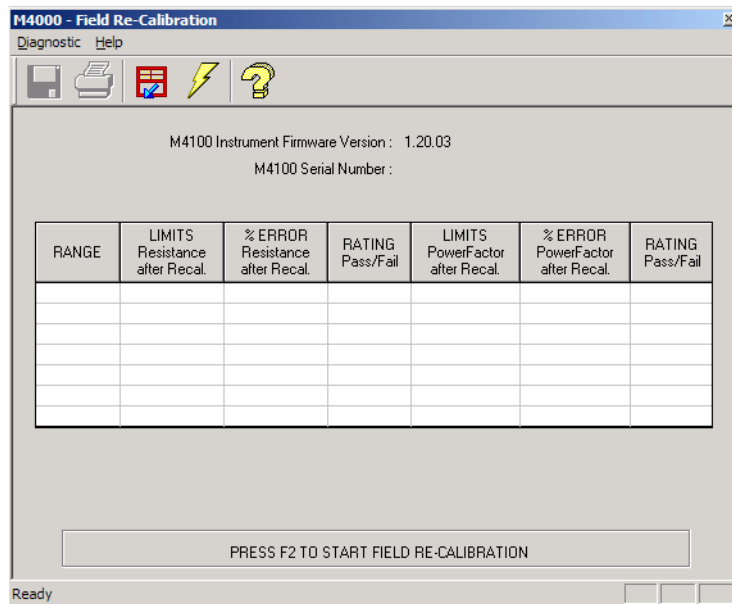 M4000 - Field Re-Calibration
Diagnostic Help
M4100 Instrument Firmware Version : 1.20.03
M4100 Serial Number :
RANGE
LIMITS
Resistance
after Recal.
% ERROR
Resistance
after Recal.
RATING
Pass/Fail
LIMITS
PowerFactor
after Recal.
% ERROR
PowerFactor
after Recal.
RATING
Pass/Fail
PRESS F2 TO START FIELD RE-CALIBRATION
Ready